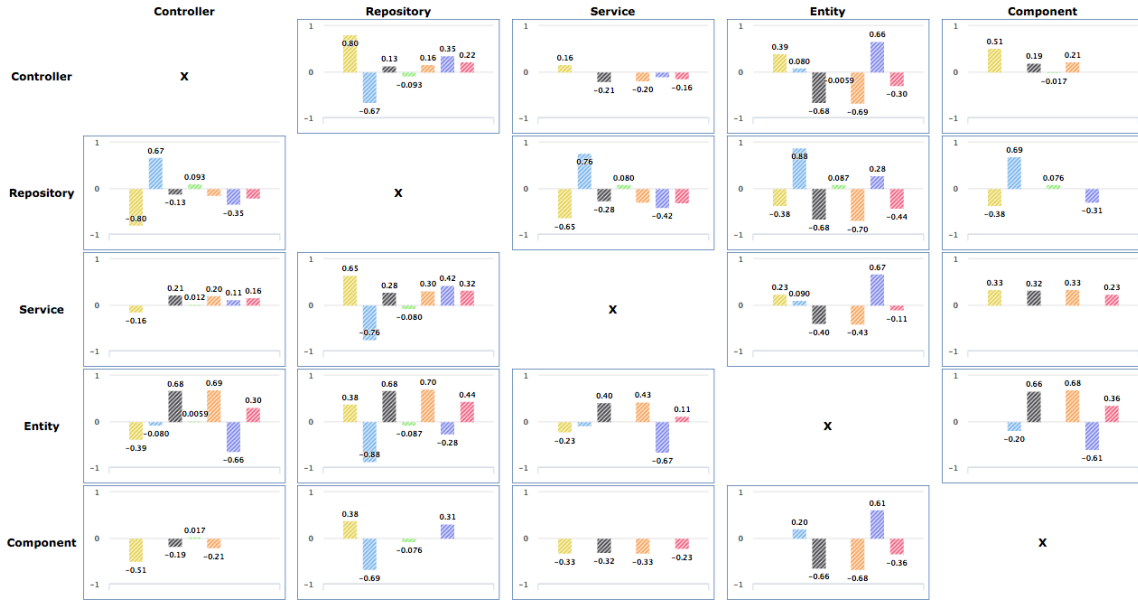 Controller Repository Service Entity Component
Controller
X
1 0 −1 0.80 −0.67 0.13 −0.093 0.16 0.35 0.22
1 0 −1 0.16 −0.21 −0.20 −0.16
1 0 −1 0.39 0.080 −0.68 −0.0059 −0.69 0.66 −0.30
1 0 −1 0.51 0.19 −0.017 0.21
Repository
1 0 −1 −0.80 0.67 −0.13 0.093 −0.35
X
1 0 −1 −0.65 0.76 −0.28 0.080 −0.42
1 0 −1 −0.38 0.88 −0.68 0.087 −0.70 0.28 −0.44
1 0 −1 −0.38 0.69 0.076 −0.31
Service
1 0 −1 −0.16 0.21 0.012 0.20 0.11 0.16
1 0 −1 0.65 −0.76 0.28 −0.080 0.30 0.42 0.32
X
1 0 −1 0.23 0.090 −0.40 −0.43 0.67 −0.11
1 0 −1 0.33 0.32 0.33 0.23
Entity
1 0 −1 −0.39 −0.080 0.68 0.0059 0.69 −0.66 0.30
1 0 −1 0.38 −0.88 0.68 −0.087 0.70 −0.28 0.44
1 0 −1 −0.23 0.40 0.43 −0.67 0.11
X
1 0 −1 −0.20 0.66 0.68 −0.61 0.36
Component
1 0 −1 −0.51 −0.19 0.017 −0.21
1 0 −1 0.38 −0.69 −0.076 0.31
1 0 −1 −0.33 −0.32 −0.33 −0.23
1 0 −1 0.20 −0.66 −0.68 0.61 −0.36
X